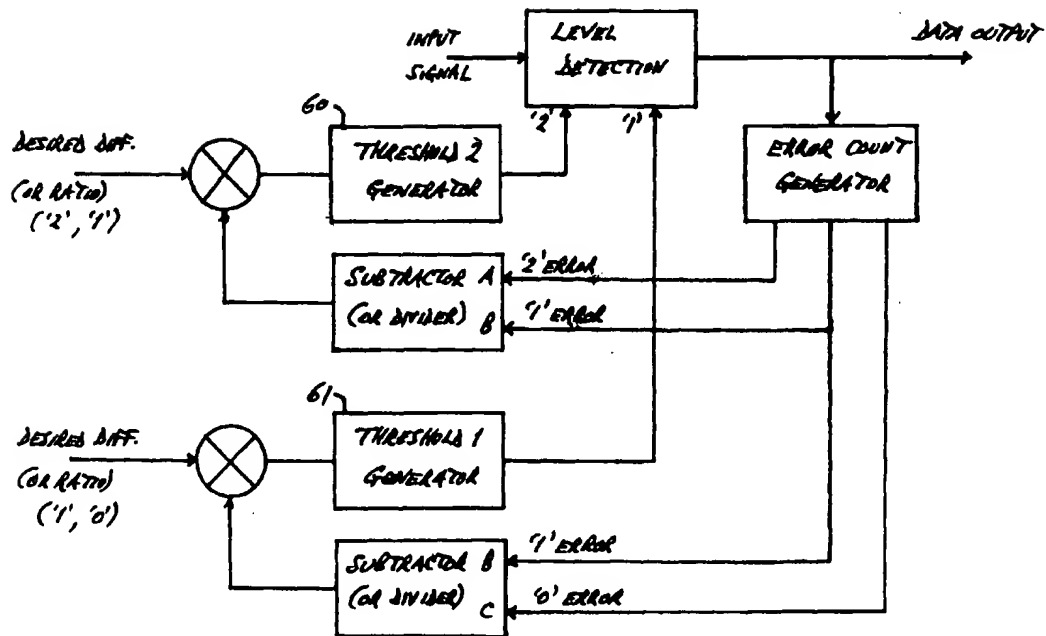 INPUT
SIGNAL
LEVEL
DETECTION
DATA OUTPUT
'2'
'1'
60
DESIRED DIFF.
(OR RATIO)
('2', '1')
THRESHOLD 2
GENERATOR
ERROR COUNT
GENERATOR
SUBTRACTOR A
(OR DIVIDER)
B
'2' ERROR
'1' ERROR
61
DESIRED DIFF.
(OR RATIO)
('1', '0')
THRESHOLD 1
GENERATOR
SUBTRACTOR B
(OR DIVIDER)
C
'1' ERROR
'0' ERROR